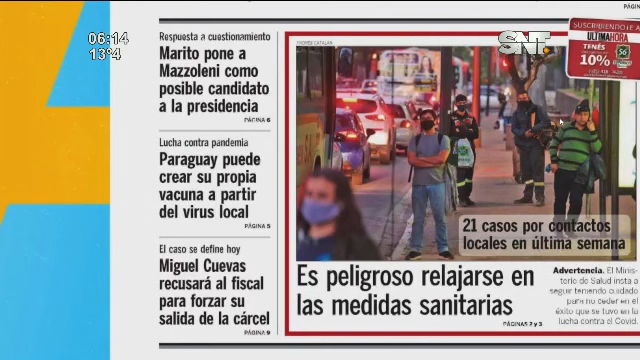 06:14
13°4
PÁGIN
Respuesta a cuestionamiento
Marito pone a
Mazzoleni como
posible candidato
a la presidencia
PÁGINA 6
Lucha contra pandemia
Paraguay puede
crear su propia
vacuna a partir
del virus local
PÁGINA 5
El caso se define hoy
Miguel Cuevas
recusará al fiscal
para forzar su
salida de la cárcel
PÁGINA 9
SNT
SUSCRIBIENDOTE A
ULTIMAHORA
TENÉS
10%
21 casos por contactos
locales en última semana
Es peligroso relajarse en
las medidas sanitarias
PÁGINAS 2 y 3
Advertencia. El Minis-
terio de Salud insta a
seguir teniendo cuidado
para no ceder en el
éxito que se tuvo en la
lucha contra el Covid.